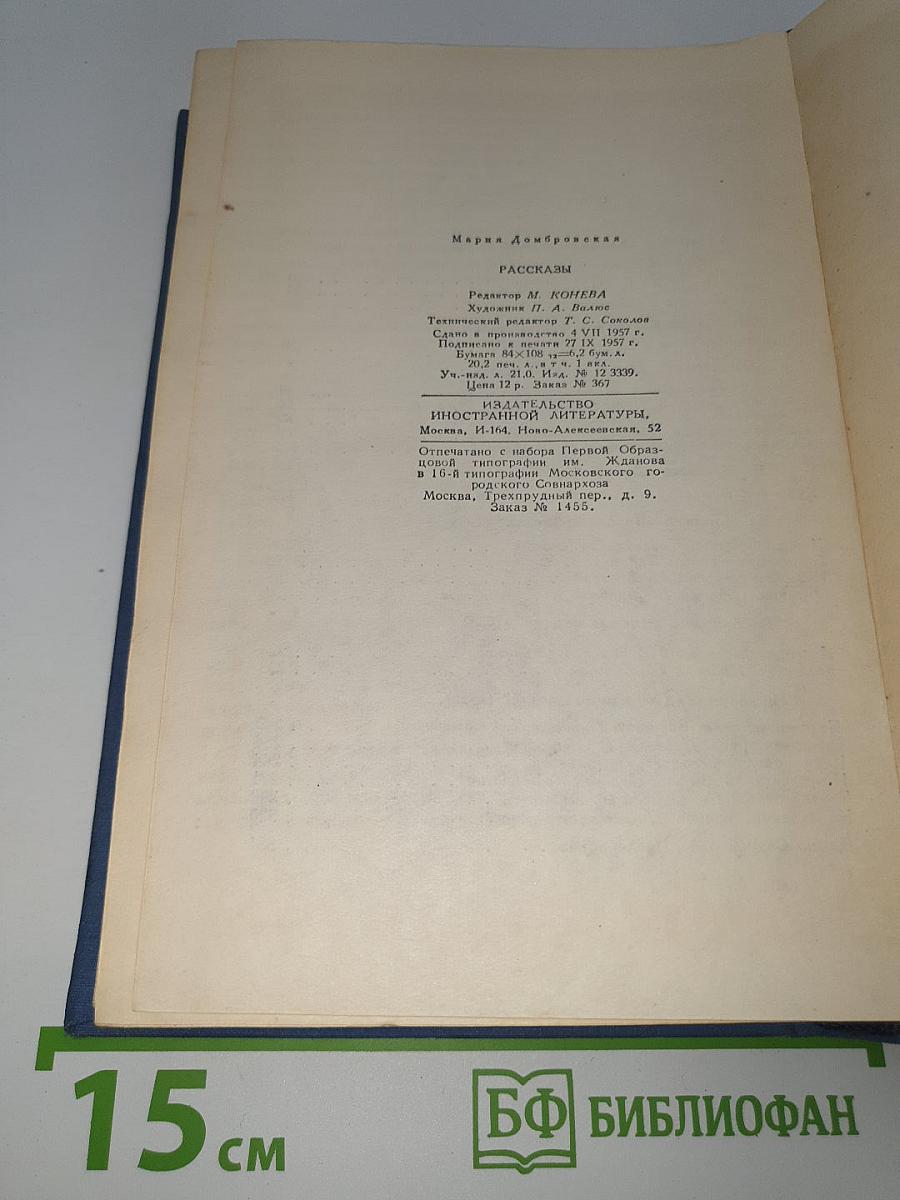 Мария Домбровская
РАССКАЗЫ
Редактор М. КОНЕВА
Художник П. А. Валюс
Технический редактор Т. С. Соколов
Сдано в производство 4 VII 1957 г.
Подписано к печати 27 IX 1957 г.
Бумага 84×108 ₃₂=6,2 бум. л.
20,2 печ. л., в т ч. 1 вкл.
Уч.-изд. л. 21,0. Изд. № 12 3339.
Цена 12 р. Заказ № 367
ИЗДАТЕЛЬСТВО
ИНОСТРАННОЙ ЛИТЕРАТУРЫ,
Москва, И-164, Ново-Алексеевская, 52
Отпечатано с набора Первой Образ-
цовой типографии им. Жданова
в 16-й типографии Московского го-
родского Совнархоза
Москва, Трехпрудный пер., д. 9.
Заказ № 1455.
15 см
БФ БИБЛИОФАН